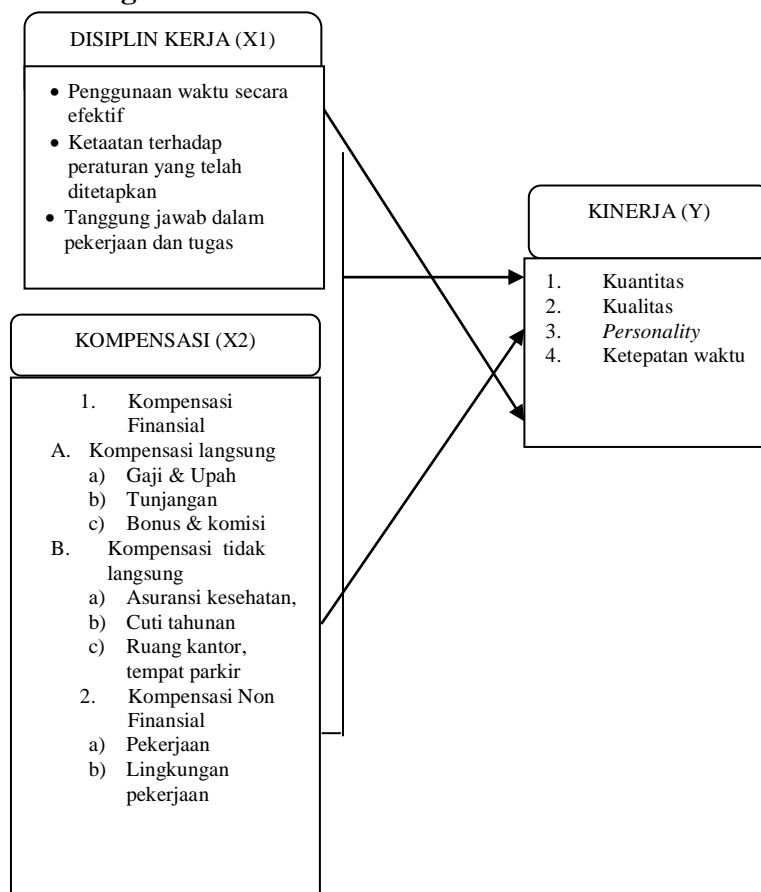 DISIPLIN KERJA (X1)
• Penggunaan waktu secara
efektif
• Ketaatan terhadap
peraturan yang telah
ditetapkan
• Tanggung jawab dalam
pekerjaan dan tugas
KINERJA (Y)
1. Kuantitas
2. Kualitas
3. Personality
4. Ketepatan waktu
KOMPENSASI (X2)
1. Kompensasi
Finansial
A. Kompensasi langsung
a) Gaji & Upah
b) Tunjangan
c) Bonus & komisi
B. Kompensasi tidak
langsung
a) Asuransi kesehatan,
b) Cuti tahunan
c) Ruang kantor,
tempat parkir
2. Kompensasi Non
Finansial
a) Pekerjaan
b) Lingkungan
pekerjaan